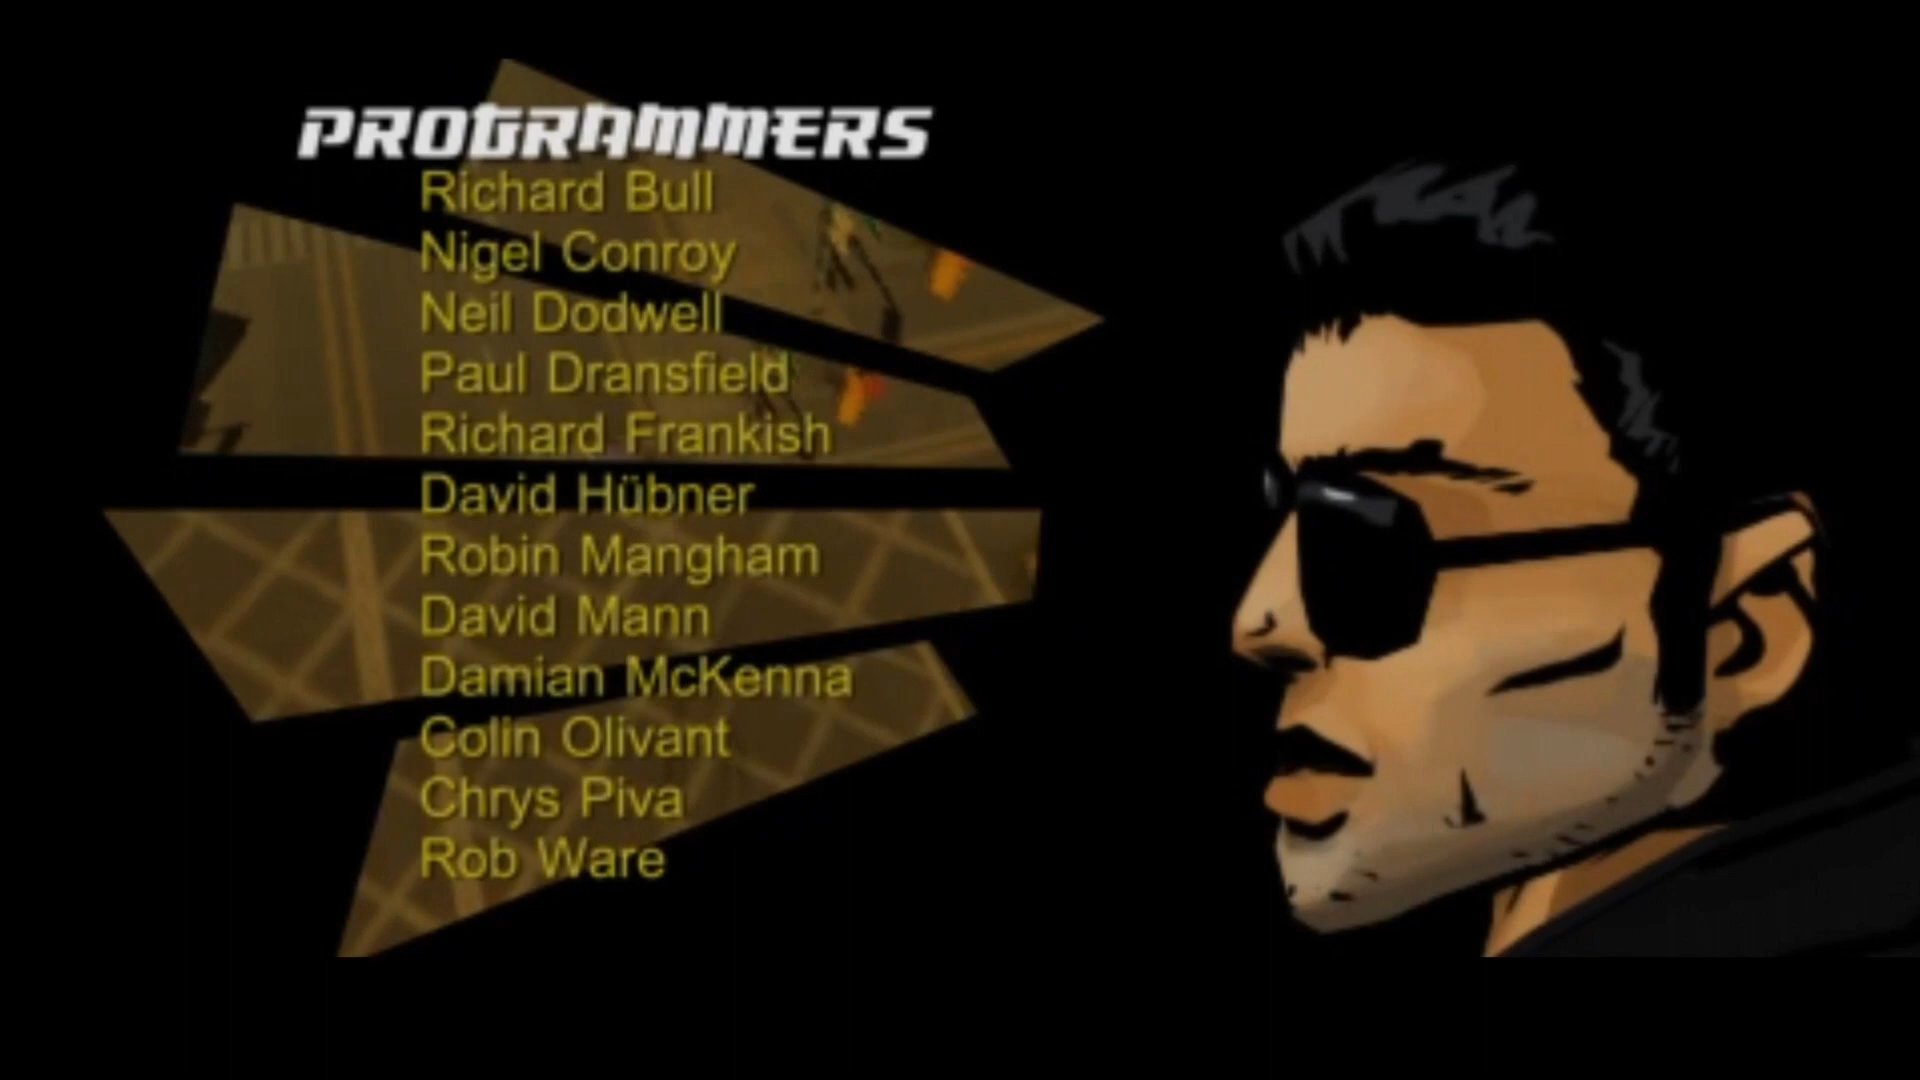 PROGRAMMERS
Richard Bull
Nigel Conroy
Neil Dodwell
Paul Dransfield
Richard Frankish
David Hübner
Robin Mangham
David Mann
Damian McKenna
Colin Olivant
Chrys Piva
Rob Ware